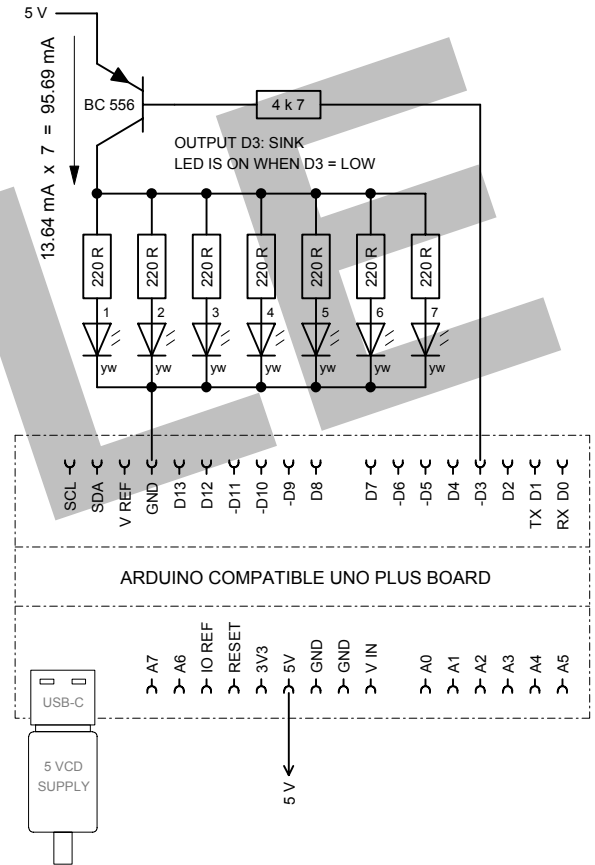 5 V
13.64 mA x 7 = 95.69 mA
BC 556
4 k 7
OUTPUT D3: SINK
LED IS ON WHEN D3 = LOW
220 R
220 R
220 R
220 R
220 R
220 R
220 R
1
2
3
4
5
6
7
yw
yw
yw
yw
yw
yw
yw
SCL
SDA
V REF
GND
D13
D12
-D11
-D10
-D9
D8
D7
-D6
-D5
D4
-D3
D2
TX D1
RX D0
ARDUINO COMPATIBLE UNO PLUS BOARD
A7
A6
IO REF
RESET
3V3
5V
GND
GND
V IN
A0
A1
A2
A3
A4
A5
USB-C
5 VCD
SUPPLY
5 V
LE